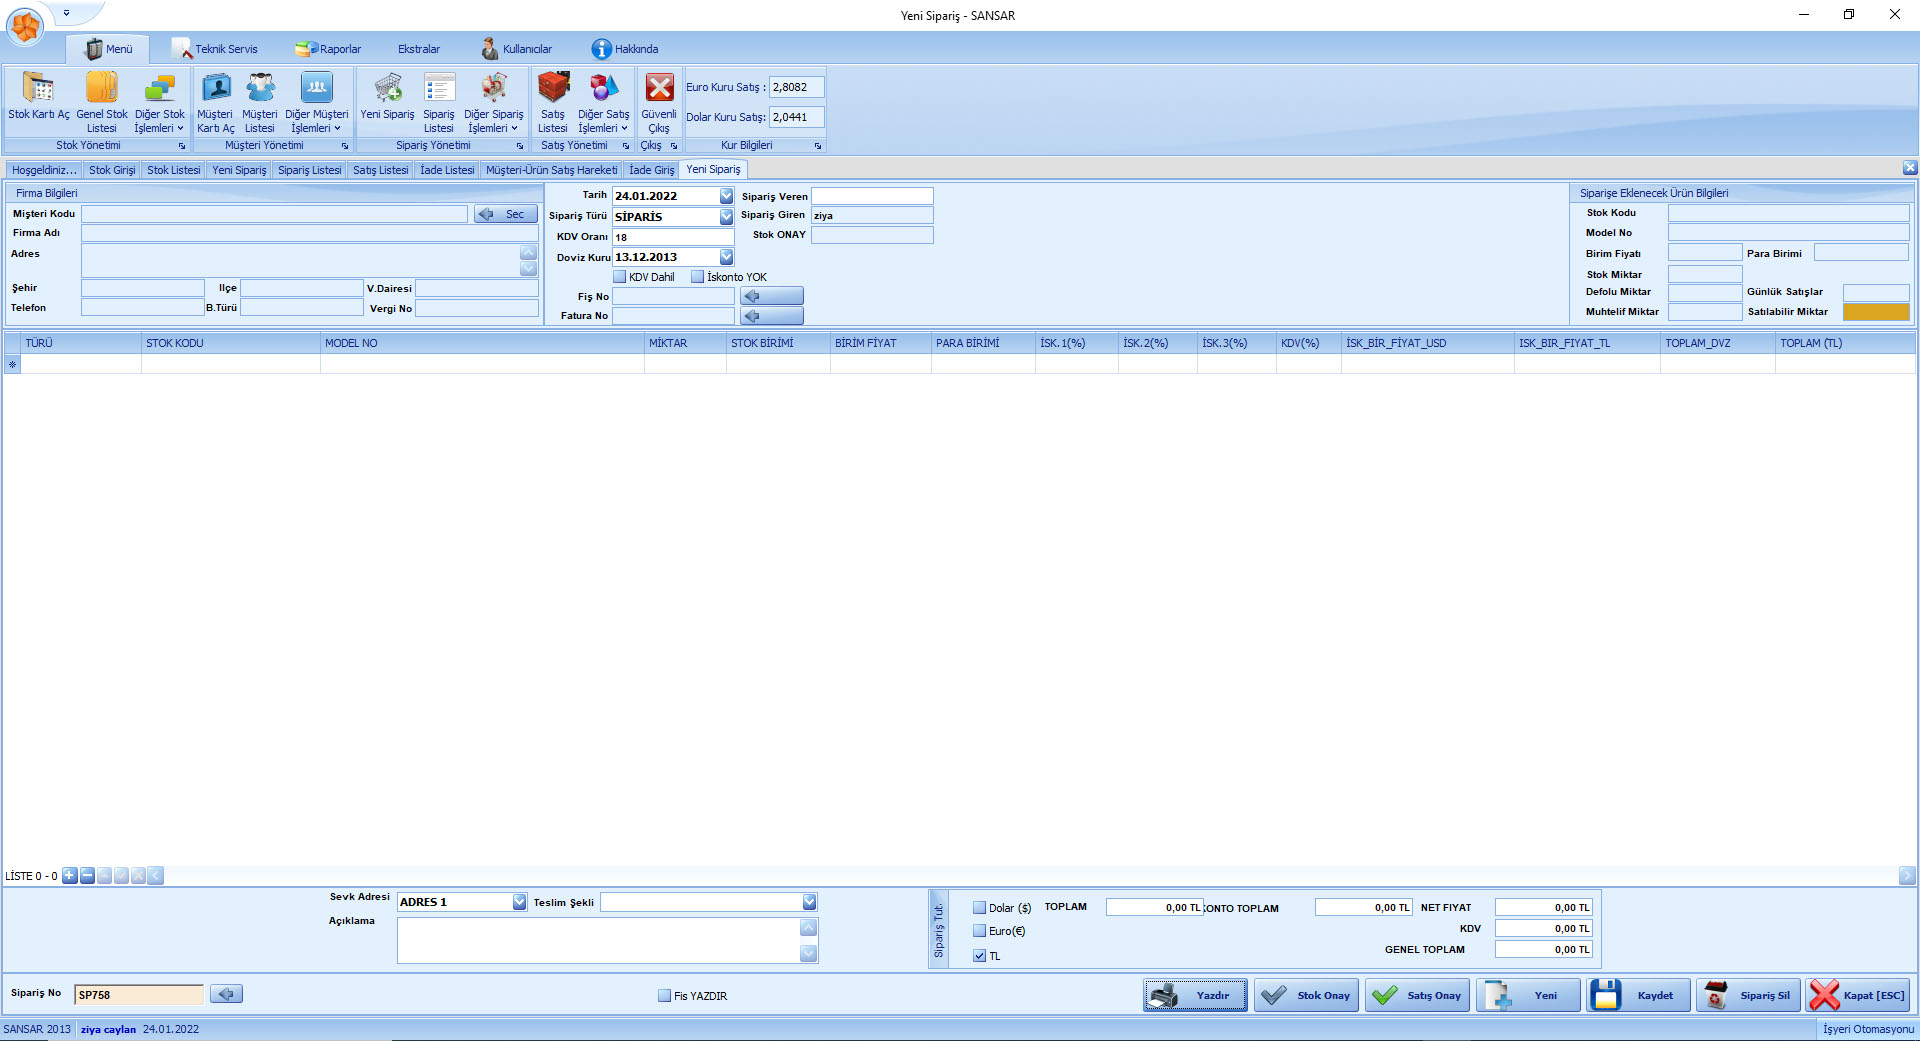 Yeni Sipariş - SANSAR
Menü
Teknik Servis
Raporlar
Ekstralar
Kullanıcılar
Hakkında
Stok Kartı Aç
Genel Stok Listesi
Diğer Stok İşlemleri
Stok Yönetimi
Müşteri Kartı Aç
Müşteri Listesi
Diğer Müşteri İşlemleri
Müşteri Yönetimi
Yeni Sipariş
Sipariş Listesi
Diğer Sipariş İşlemleri
Sipariş Yönetimi
Satış Listesi
Diğer Satış İşlemleri
Satış Yönetimi
Güvenli Çıkış
Çıkış
Euro Kuru Satış : 2,8082
Dolar Kuru Satış: 2,0441
Kur Bilgileri
Hoşgeldiniz... Stok Girişi Stok Listesi Yeni Sipariş Sipariş Listesi Satış Listesi İade Listesi Müşteri-Ürün Satış Hareketi İade Giriş Yeni Sipariş
Firma Bilgileri
Mişteri Kodu
Sec
Firma Adı
Adres
Şehir
Ilçe
V.Dairesi
Telefon
B.Türü
Vergi No
Tarih 24.01.2022
Sipariş Türü SİPARİS
KDV Oranı 18
Doviz Kuru 13.12.2013
KDV Dahil İskonto YOK
Fiş No
Fatura No
Sipariş Veren
Sipariş Giren ziya
Stok ONAY
Siparişe Eklenecek Ürün Bilgileri
Stok Kodu
Model No
Birim Fiyatı Para Birimi
Stok Miktar
Defolu Miktar Günlük Satışlar
Muhtelif Miktar Satılabilir Miktar
TÜRÜ STOK KODU MODEL NO MİKTAR STOK BİRİMİ BİRİM FİYAT PARA BİRİMİ İSK.1(%) İSK.2(%) İSK.3(%) KDV(%) İSK_BİR_FİYAT_USD ISK_BIR_FIYAT_TL TOPLAM_DVZ TOPLAM (TL)
LİSTE 0 - 0
Sevk Adresi ADRES 1 Teslim Şekli
Açıklama
Sipariş Tut.
Dolar ($) TOPLAM 0,00 TL KONTO TOPLAM 0,00 TL NET FIYAT 0,00 TL
Euro(€) KDV 0,00 TL
TL GENEL TOPLAM 0,00 TL
Sipariş No SP758
Fis YAZDIR
Yazdır
Stok Onay
Satış Onay
Yeni
Kaydet
Sipariş Sil
Kapat [ESC]
SANSAR 2013 ziya caylan 24.01.2022
İşyeri Otomasyonu